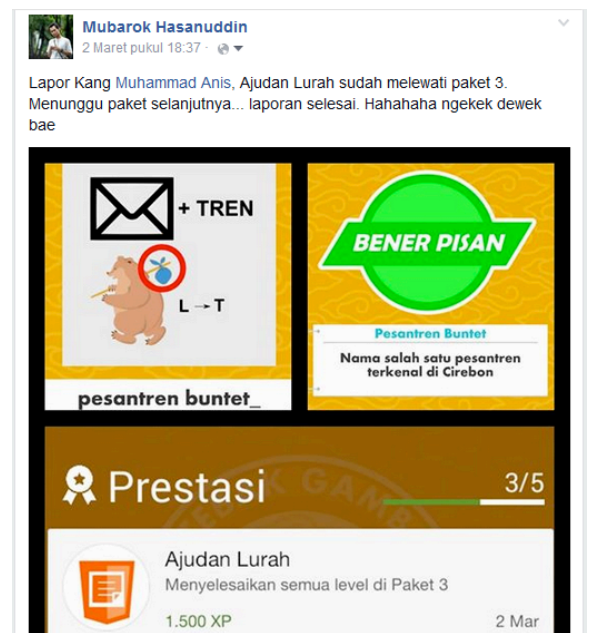 Mubarok Hasanuddin
2 Maret pukul 18:37 ·
Lapor Kang Muhammad Anis, Ajudan Lurah sudah melewati paket 3.
Menunggu paket selanjutnya... laporan selesai. Hahahaha ngekek dewek
bae
+ TREN
L → T
pesantren buntet_
BENER PISAN
Pesantren Buntet
Nama salah satu pesantren
terkenal di Cirebon
Prestasi
3/5
Ajudan Lurah
Menyelesaikan semua level di Paket 3
1.500 XP
2 Mar